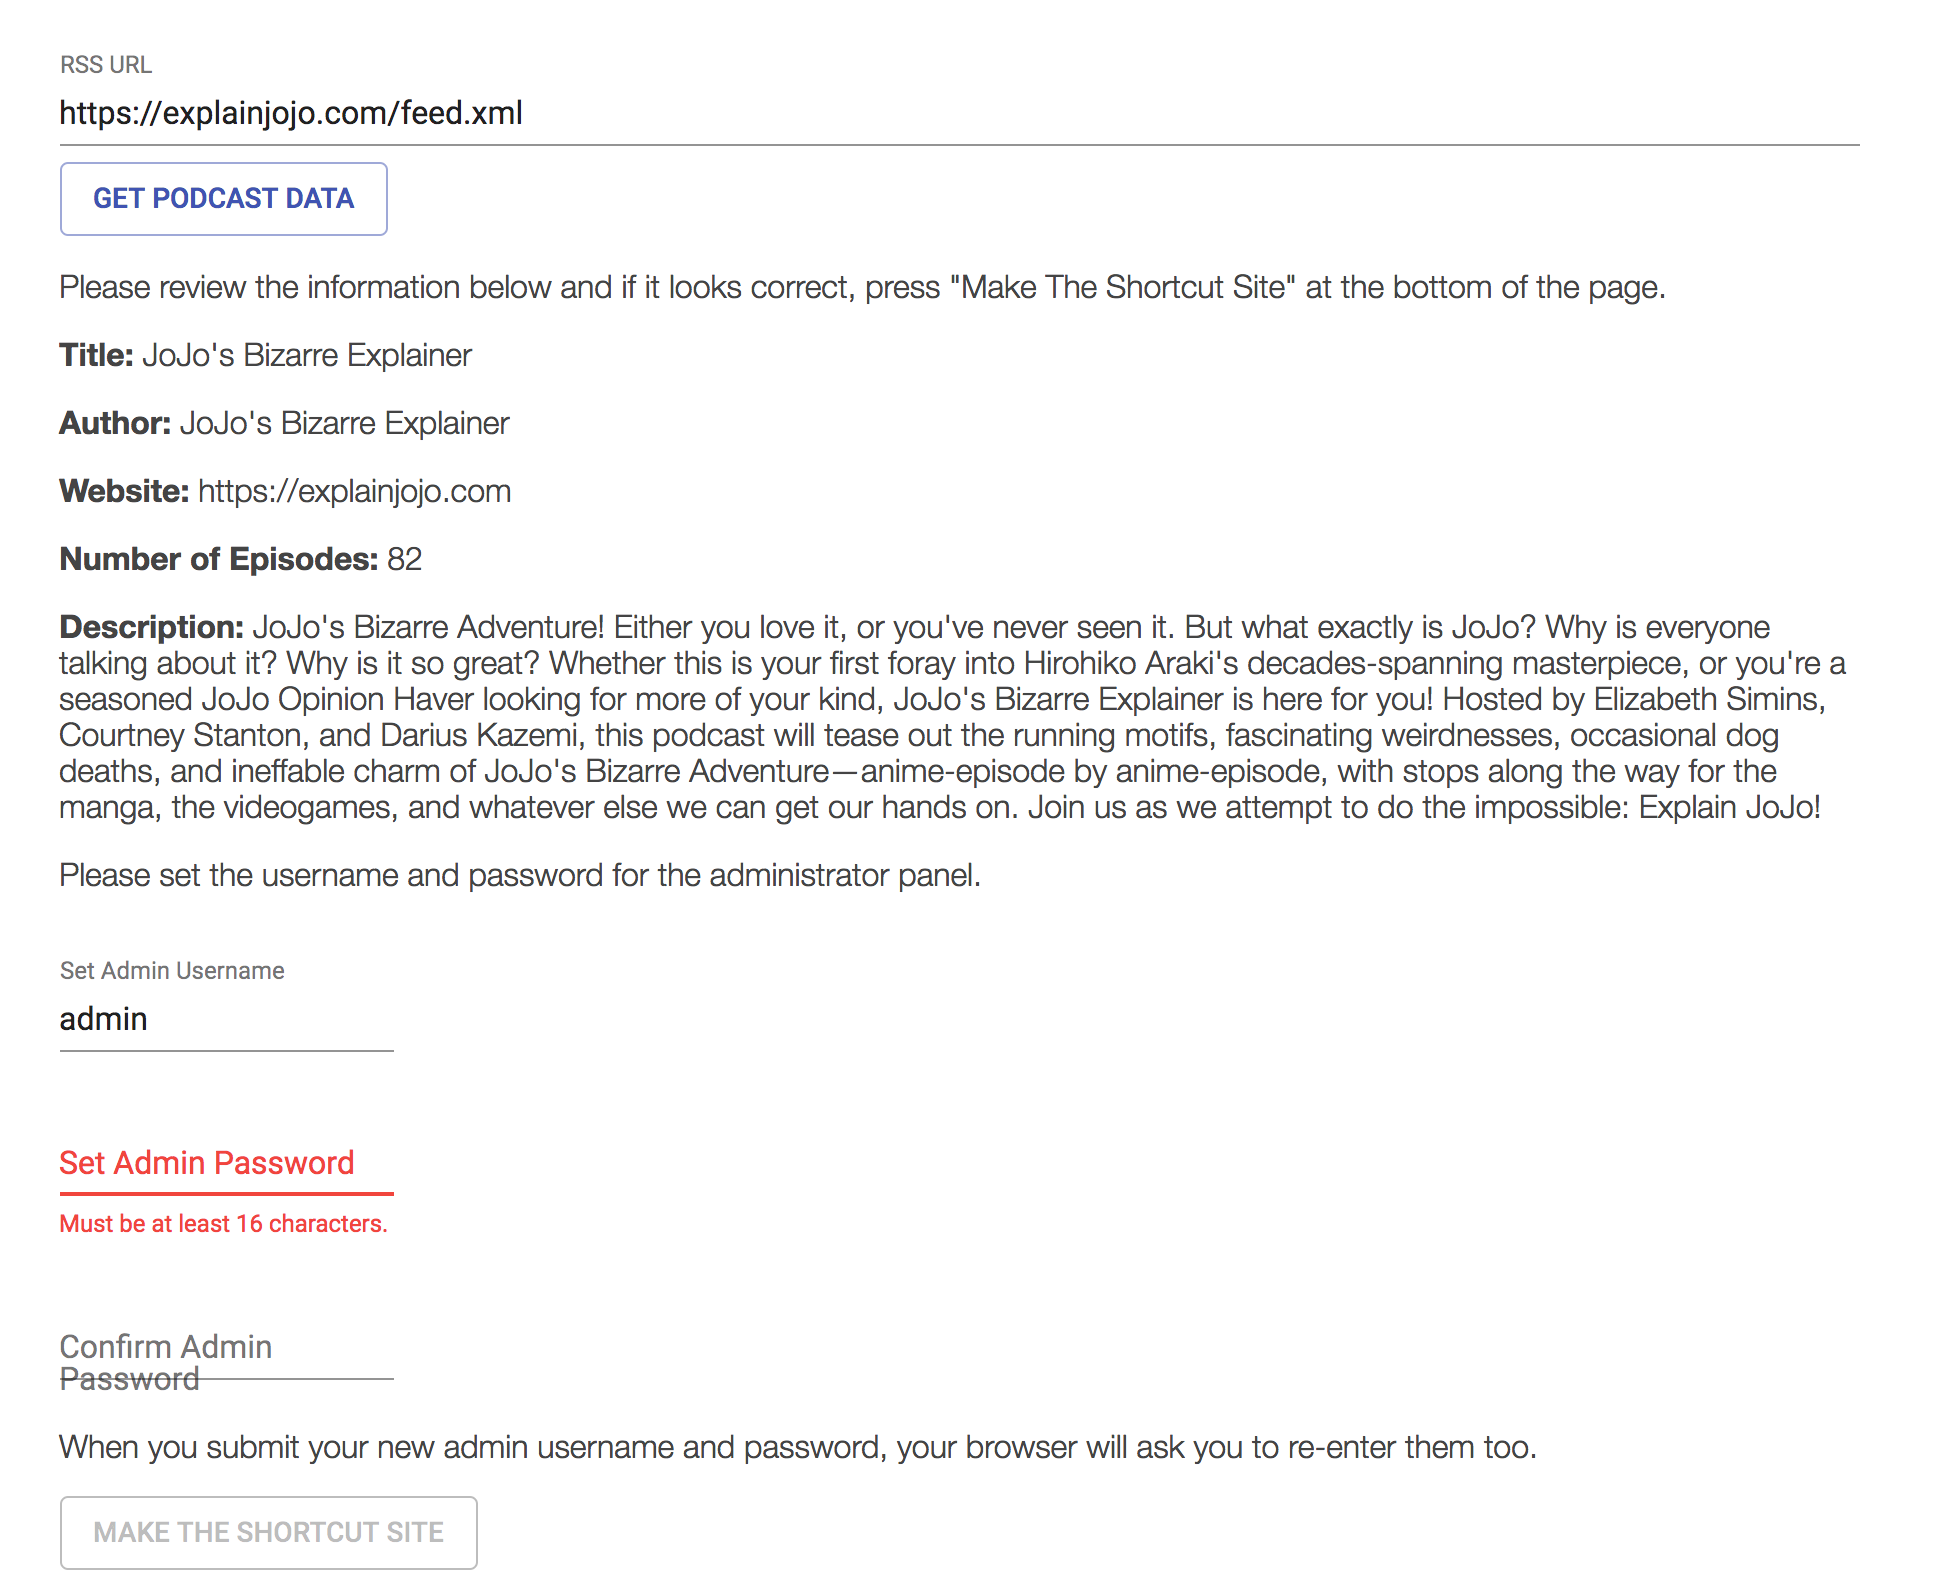 RSS URL
https://explainjojo.com/feed.xml
GET PODCAST DATA
Please review the information below and if it looks correct, press "Make The Shortcut Site" at the bottom of the page.
Title: JoJo's Bizarre Explainer
Author: JoJo's Bizarre Explainer
Website: https://explainjojo.com
Number of Episodes: 82
Description: JoJo's Bizarre Adventure! Either you love it, or you've never seen it. But what exactly is JoJo? Why is everyone
talking about it? Why is it so great? Whether this is your first foray into Hirohiko Araki's decades-spanning masterpiece, or you're a
seasoned JoJo Opinion Haver looking for more of your kind, JoJo's Bizarre Explainer is here for you! Hosted by Elizabeth Simins,
Courtney Stanton, and Darius Kazemi, this podcast will tease out the running motifs, fascinating weirdnesses, occasional dog
deaths, and ineffable charm of JoJo's Bizarre Adventure—anime-episode by anime-episode, with stops along the way for the
manga, the videogames, and whatever else we can get our hands on. Join us as we attempt to do the impossible: Explain JoJo!
Please set the username and password for the administrator panel.
Set Admin Username
admin
Set Admin Password
Must be at least 16 characters.
Confirm Admin
Password
When you submit your new admin username and password, your browser will ask you to re-enter them too.
MAKE THE SHORTCUT SITE